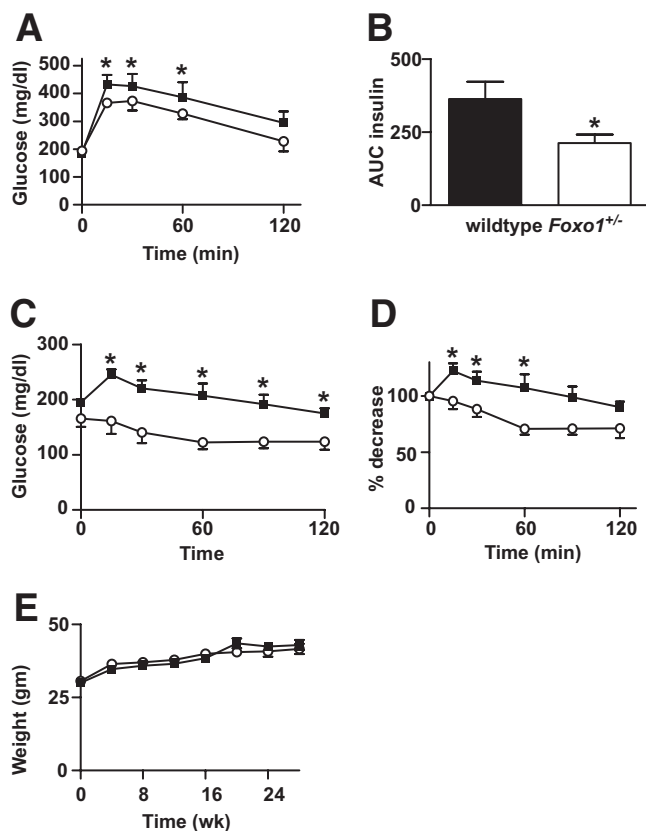 A
Glucose (mg/dl)
500
400
300
200
100
0
* * *
0 60 120
Time (min)
B
AUC insulin
500
250
0
*
wildtype Foxo1+/-
C
Glucose (mg/dl)
300
200
100
0
* * * * *
0 60 120
Time
D
% decrease
100
50
0
* * *
0 60 120
Time (min)
E
Weight (gm)
50
25
0
0 8 16 24
Time (wk)